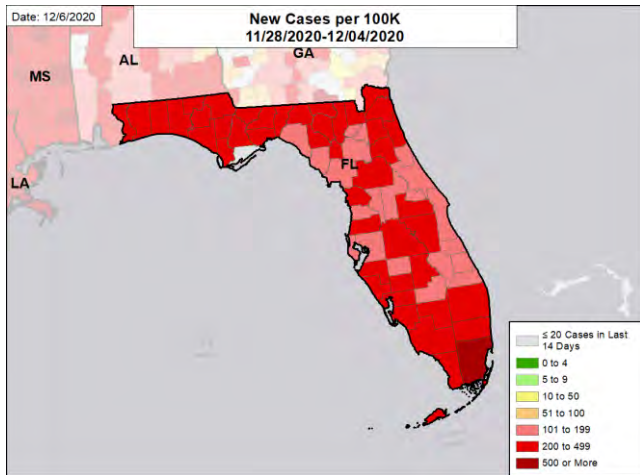 Date: 12/6/2020
New Cases per 100K
11/28/2020-12/04/2020
MS
AL
GA
FL
LA
≤ 20 Cases in Last
14 Days
0 to 4
5 to 9
10 to 50
51 to 100
101 to 199
200 to 499
500 or More